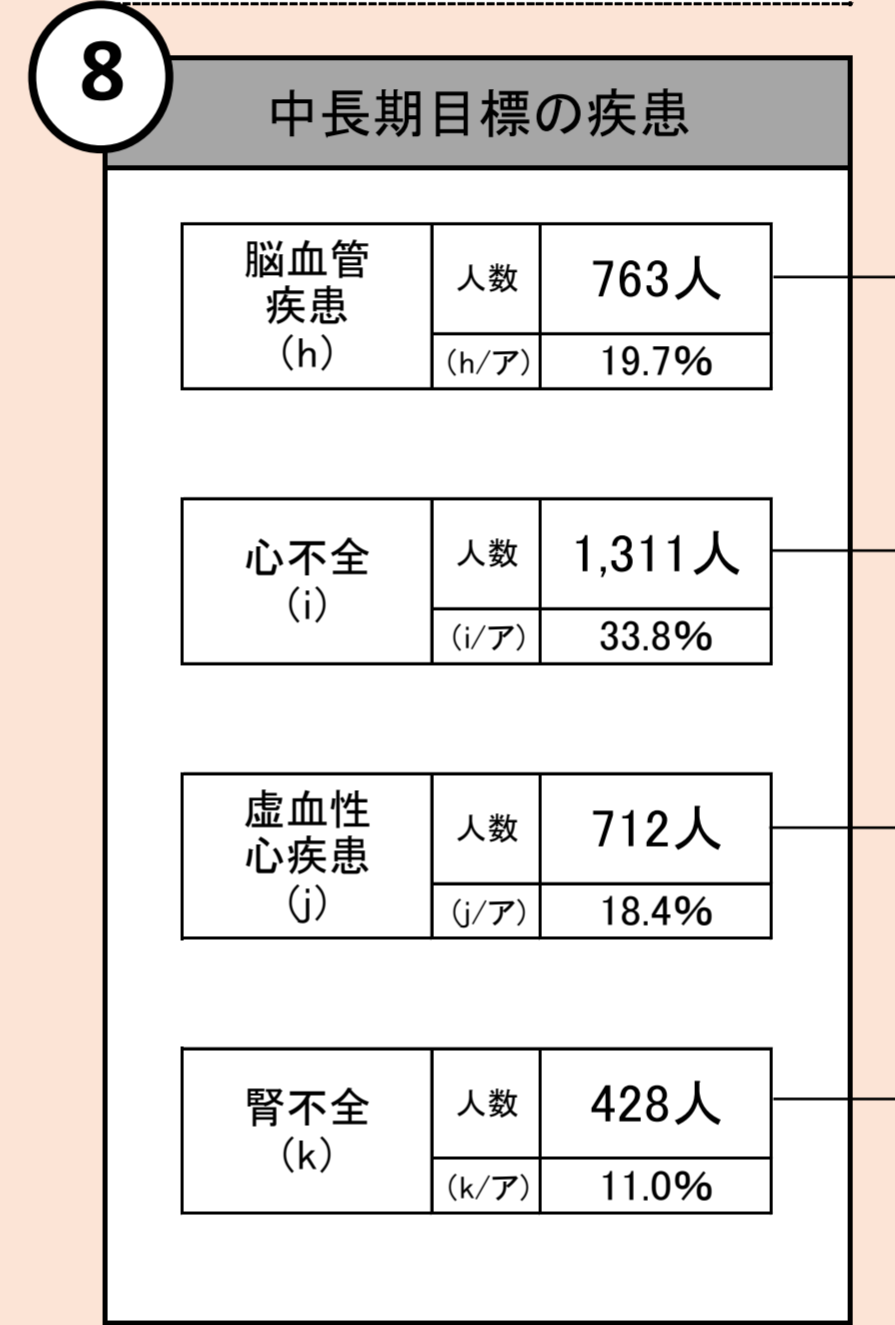 8
中長期目標の疾患
脳血管
疾患
(h)
人数
763人
(h/ア)
19.7%
心不全
(i)
人数
1,311人
(i/ア)
33.8%
虚血性
心疾患
(j)
人数
712人
(j/ア)
18.4%
腎不全
(k)
人数
428人
(k/ア)
11.0%